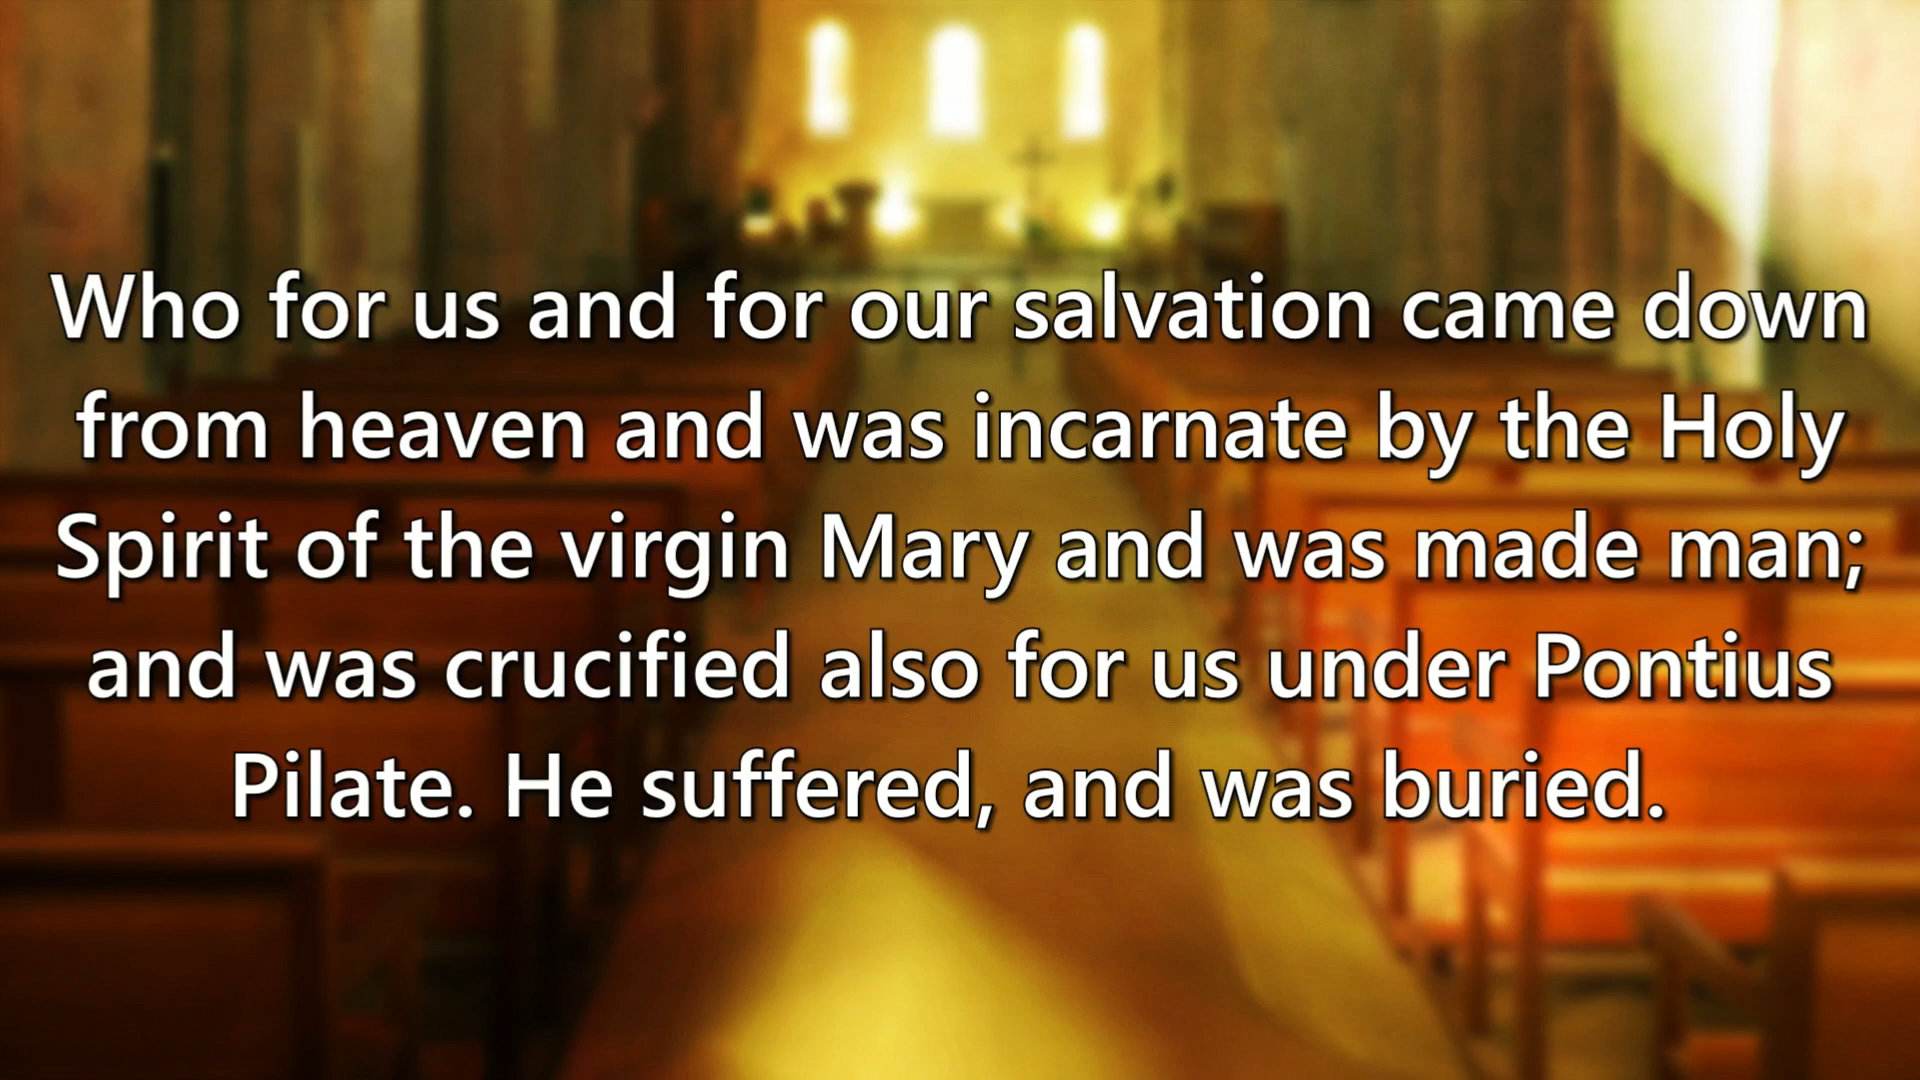 Who for us and for our salvation came down
from heaven and was incarnate by the Holy
Spirit of the virgin Mary and was made man;
and was crucified also for us under Pontius
Pilate. He suffered, and was buried.